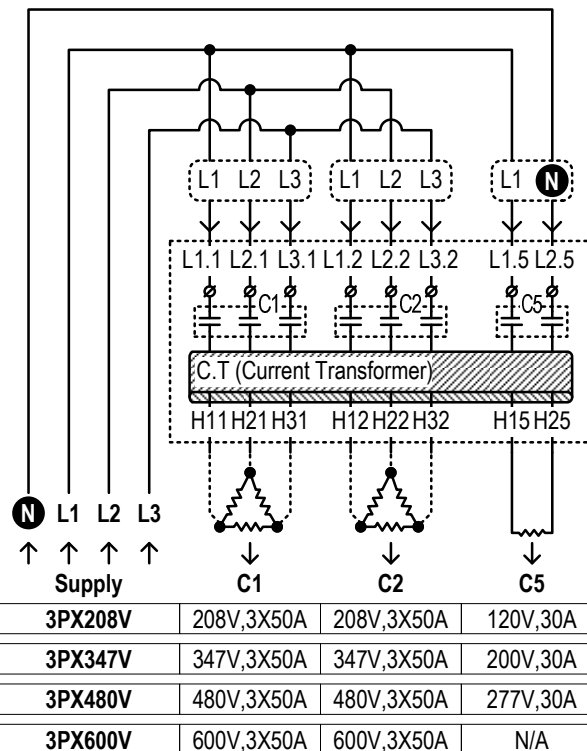 L1 L2 L3 L1 L2 L3 L1 N
L1.1 L2.1 L3.1 L1.2 L2.2 L3.2 L1.5 L2.5
C1 C2 C5
C.T (Current Transformer)
H11 H21 H31 H12 H22 H32 H15 H25
N L1 L2 L3
Supply C1 C2 C5
3PX208V 208V,3X50A 208V,3X50A 120V,30A
3PX347V 347V,3X50A 347V,3X50A 200V,30A
3PX480V 480V,3X50A 480V,3X50A 277V,30A
3PX600V 600V,3X50A 600V,3X50A N/A